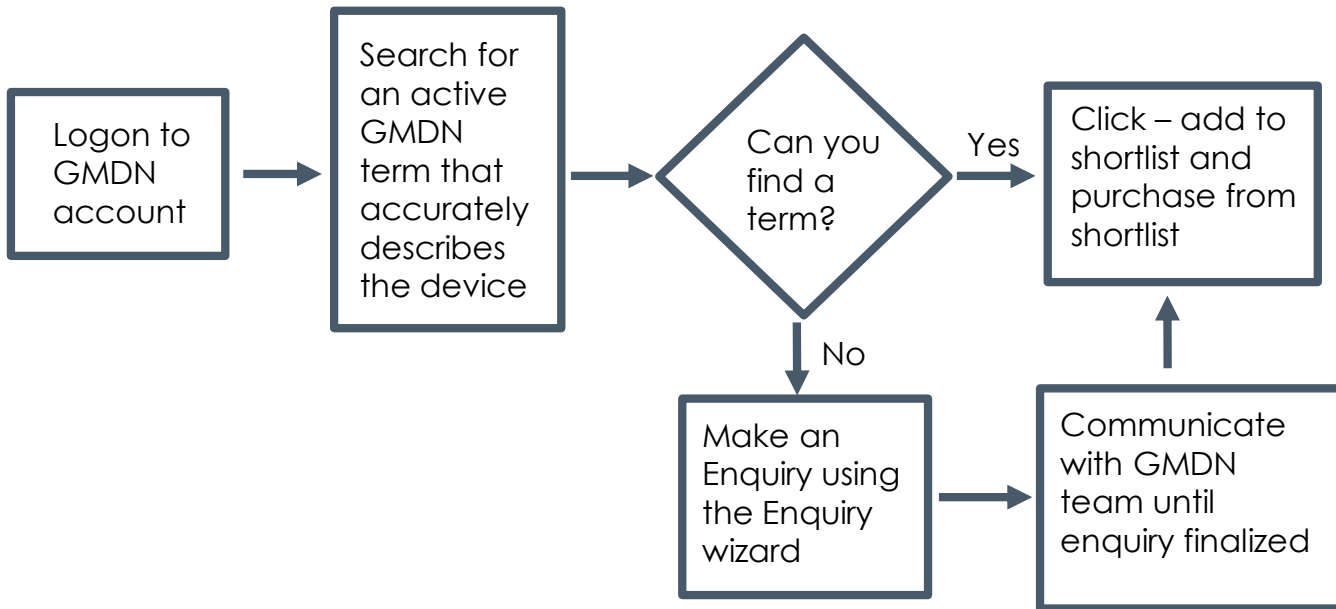 Logon to
GMDN
account
Search for
an active
GMDN
term that
accurately
describes
the device
Can you
find a
term?
Yes
Click – add to
shortlist and
purchase from
shortlist
No
Make an
Enquiry using
the Enquiry
wizard
Communicate
with GMDN
team until
enquiry finalized